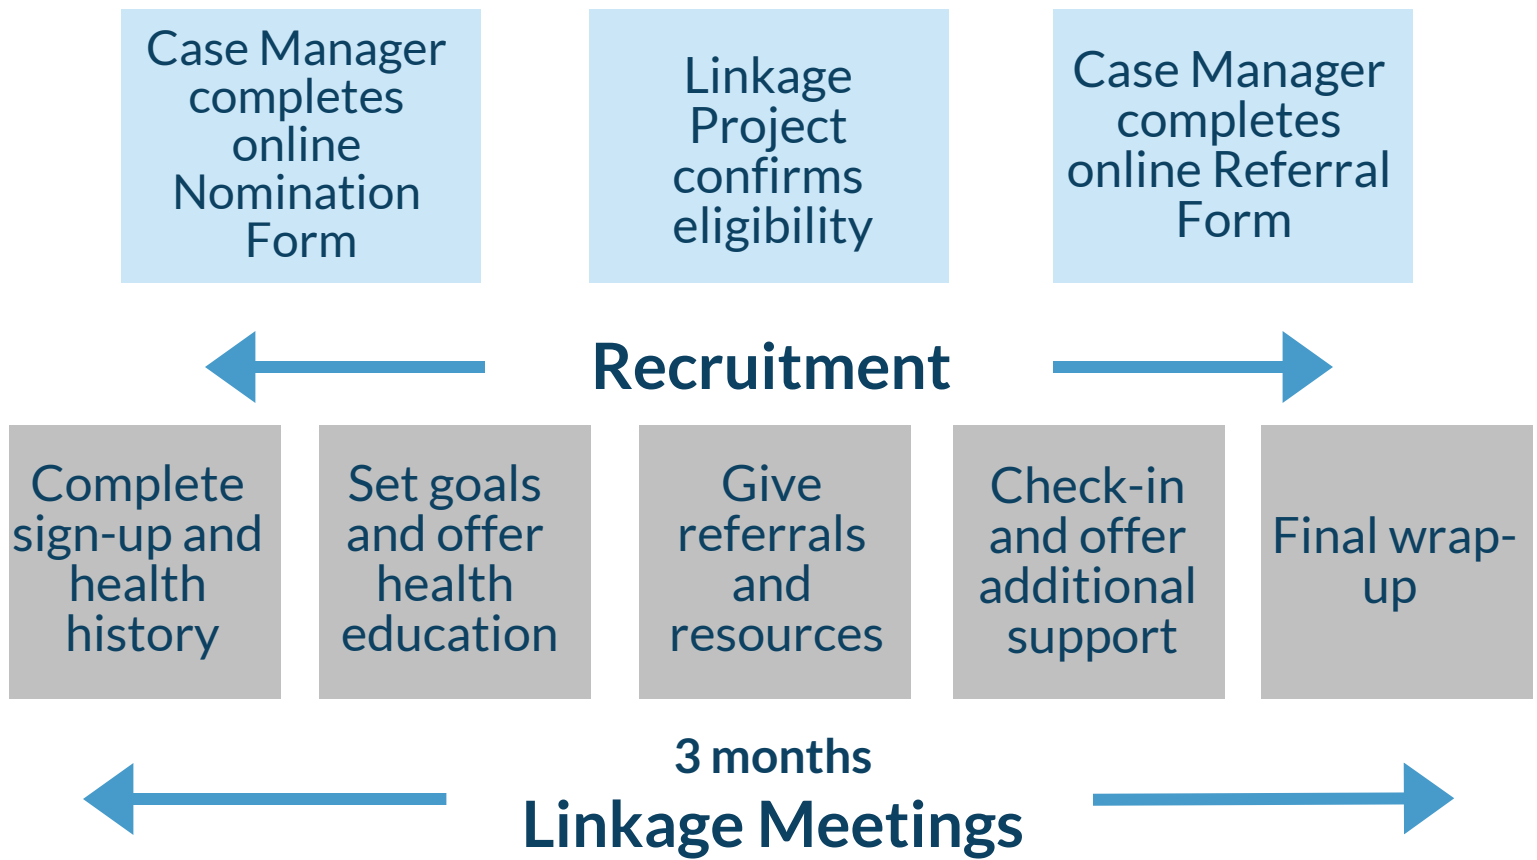 Case Manager
completes
online
Nomination
Form
Linkage
Project
confirms
eligibility
Case Manager
completes
online Referral
Form
Recruitment
Complete
sign-up and
health
history
Set goals
and offer
health
education
Give
referrals
and
resources
Check-in
and offer
additional
support
Final wrap-
up
3 months
Linkage Meetings